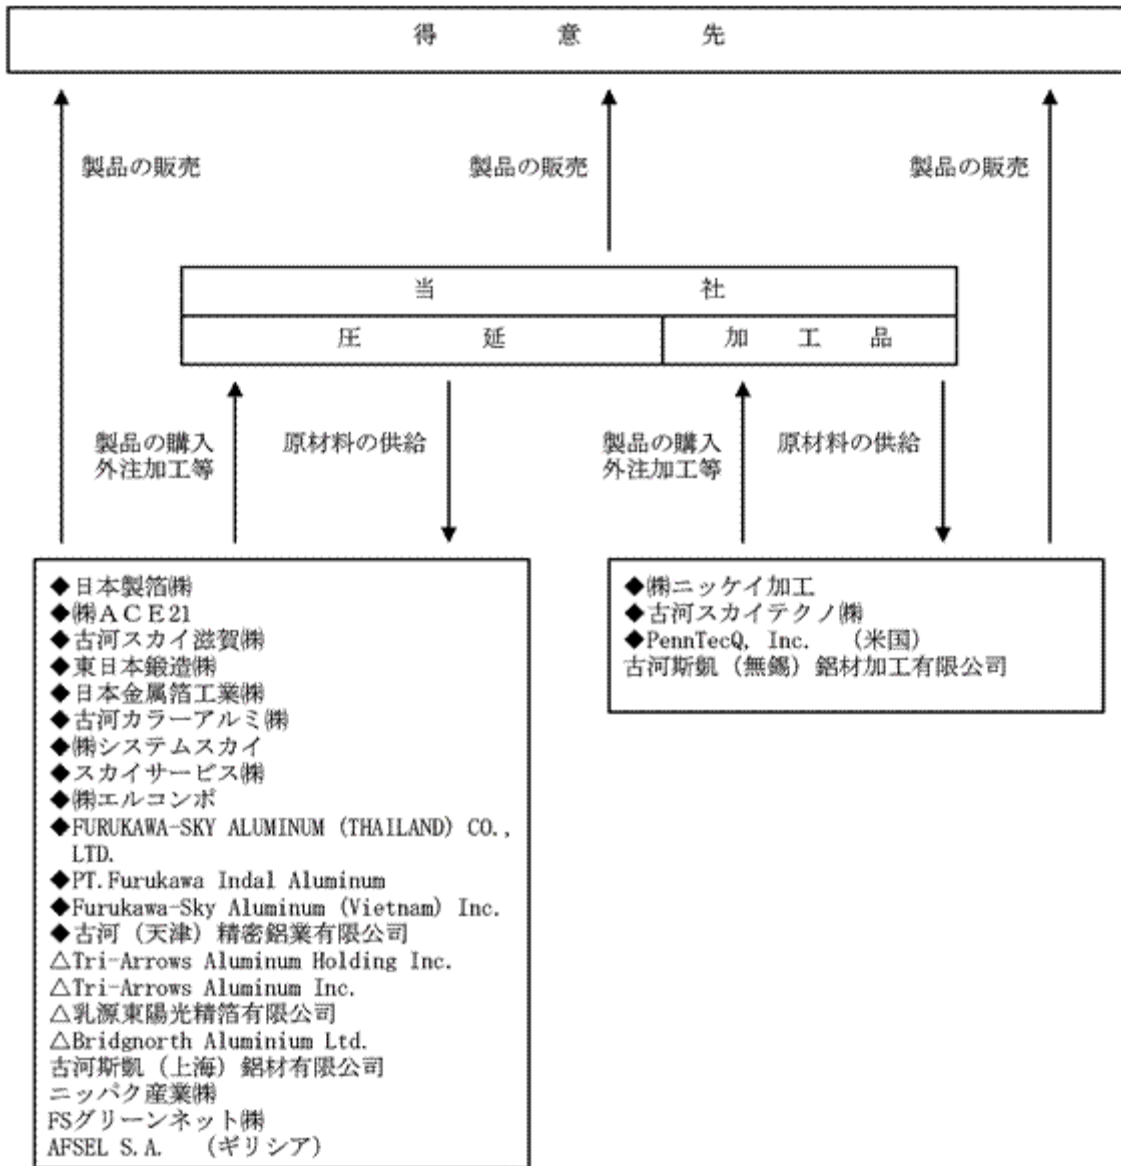 得意先
製品の販売
製品の販売
製品の販売
当社
圧延
加工品
製品の購入
外注加工等
原材料の供給
製品の購入
外注加工等
原材料の供給
◆日本製箔㈱
◆㈱ＡＣＥ21
◆古河スカイ滋賀㈱
◆東日本鍛造㈱
◆日本金属箔工業㈱
◆古河カラーアルミ㈱
◆㈱システムスカイ
◆スカイサービス㈱
◆㈱エルコンポ
◆FURUKAWA-SKY ALUMINUM (THAILAND) CO.,
LTD.
◆PT.Furukawa Indal Aluminum
◆Furukawa-Sky Aluminum (Vietnam) Inc.
◆古河（天津）精密鋁業有限公司
△Tri-Arrows Aluminum Holding Inc.
△Tri-Arrows Aluminum Inc.
△乳源東陽光精箔有限公司
△Bridgnorth Aluminium Ltd.
古河斯凱（上海）鋁材有限公司
ニッパク産業㈱
FSグリーンネット㈱
AFSEL S.A. （ギリシア）
◆㈱ニッケイ加工
◆古河スカイテクノ㈱
◆PennTecQ, Inc. （米国）
古河斯凱（無錫）鋁材加工有限公司